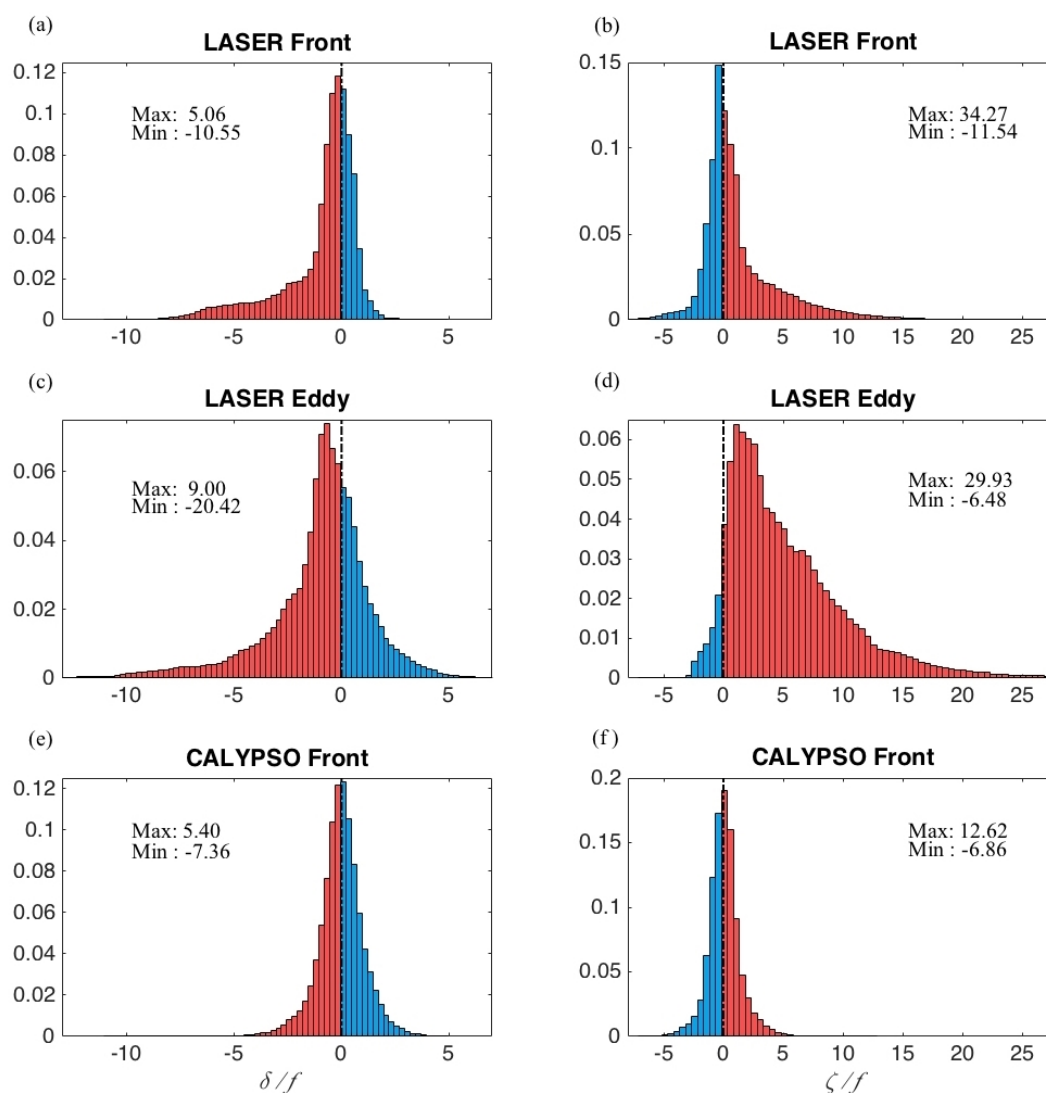 (a)
LASER Front
0.12
0.1
0.08
0.06
0.04
0.02
0
Max: 5.06
Min : -10.55
-10 -5 0 5
(b)
LASER Front
0.15
0.1
0.05
0
Max: 34.27
Min : -11.54
-5 0 5 10 15 20 25
(c)
LASER Eddy
0.06
0.04
0.02
0
Max: 9.00
Min : -20.42
-10 -5 0 5
(d)
LASER Eddy
0.06
0.05
0.04
0.03
0.02
0.01
0
Max: 29.93
Min : -6.48
-5 0 5 10 15 20 25
(e)
CALYPSO Front
0.12
0.1
0.08
0.06
0.04
0.02
0
Max: 5.40
Min : -7.36
-10 -5 0 5
δ/f
(f)
CALYPSO Front
0.2
0.15
0.1
0.05
0
Max: 12.62
Min : -6.86
-5 0 5 10 15 20 25
ζ/f